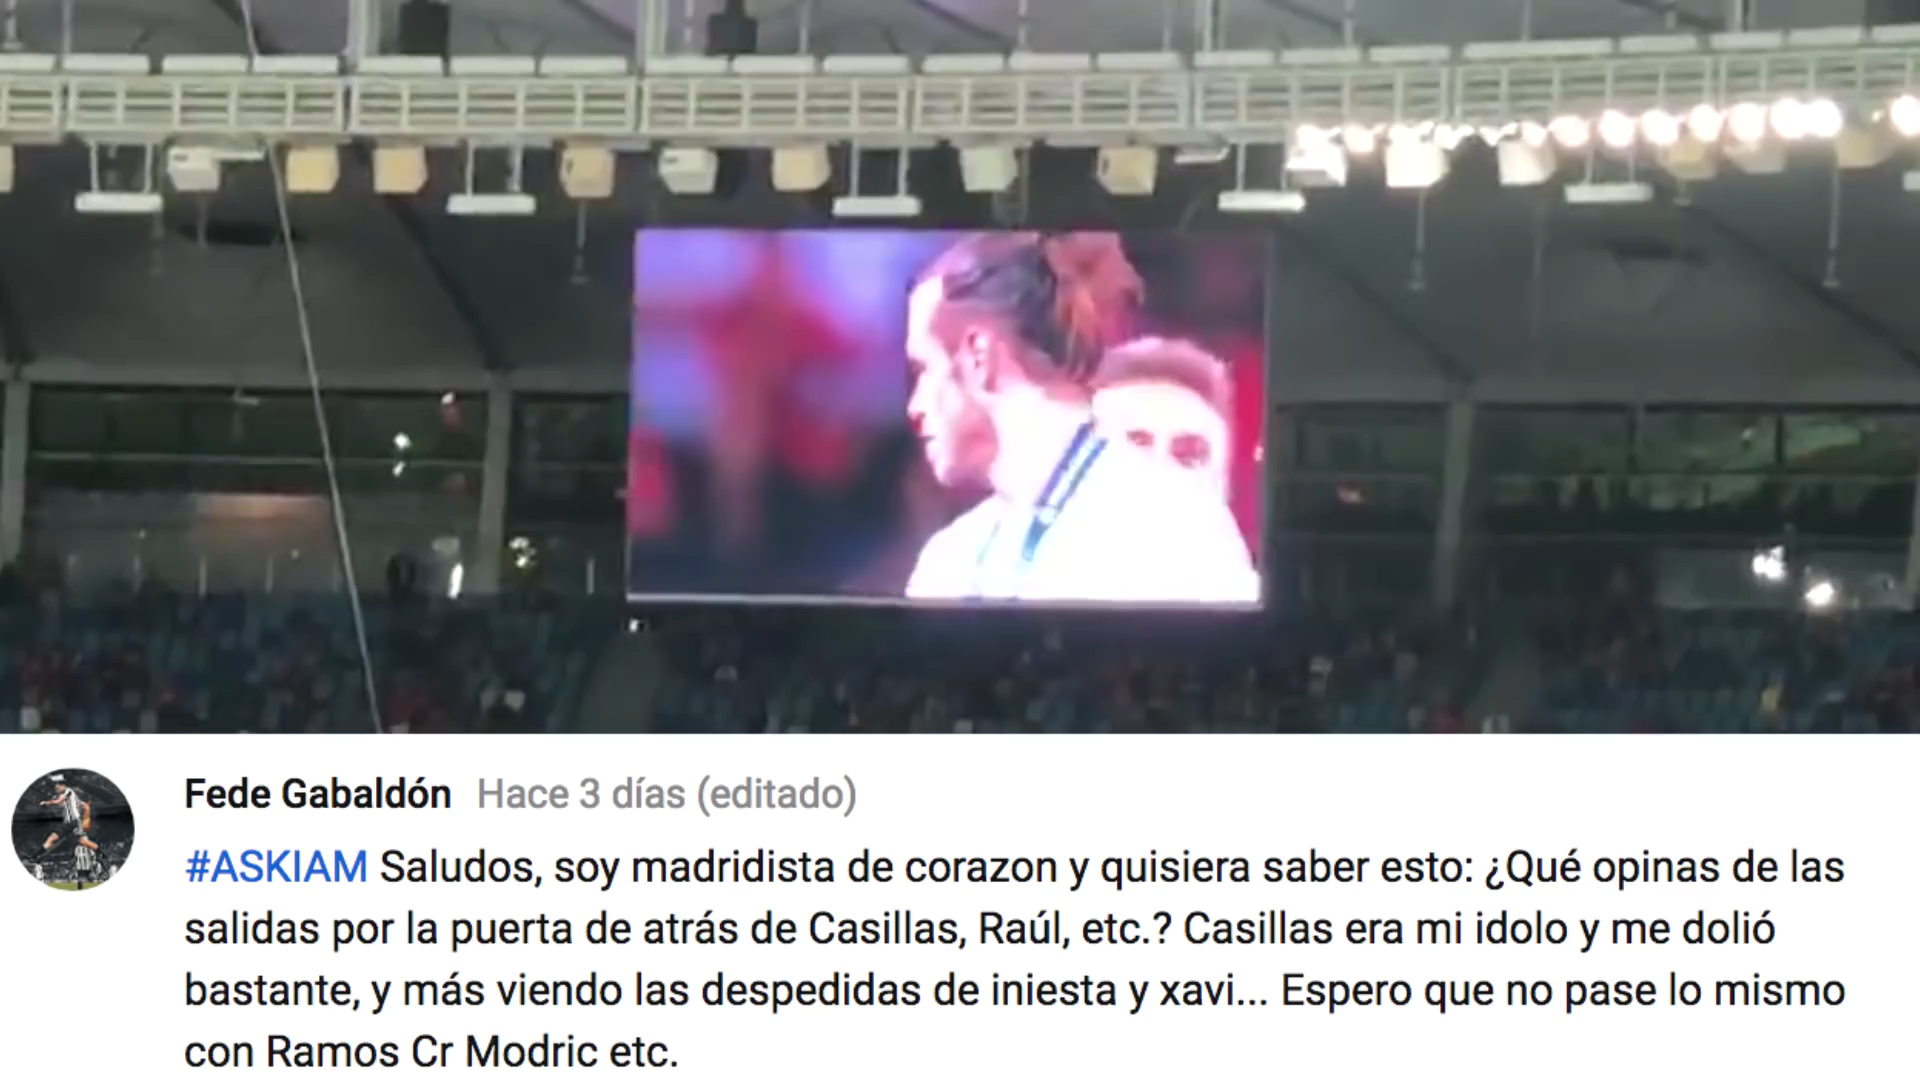 Fede Gabaldón Hace 3 días (editado)
#ASKIAM Saludos, soy madridista de corazon y quisiera saber esto: ¿Qué opinas de las
salidas por la puerta de atrás de Casillas, Raúl, etc.? Casillas era mi idolo y me dolió
bastante, y más viendo las despedidas de iniesta y xavi... Espero que no pase lo mismo
con Ramos Cr Modric etc.